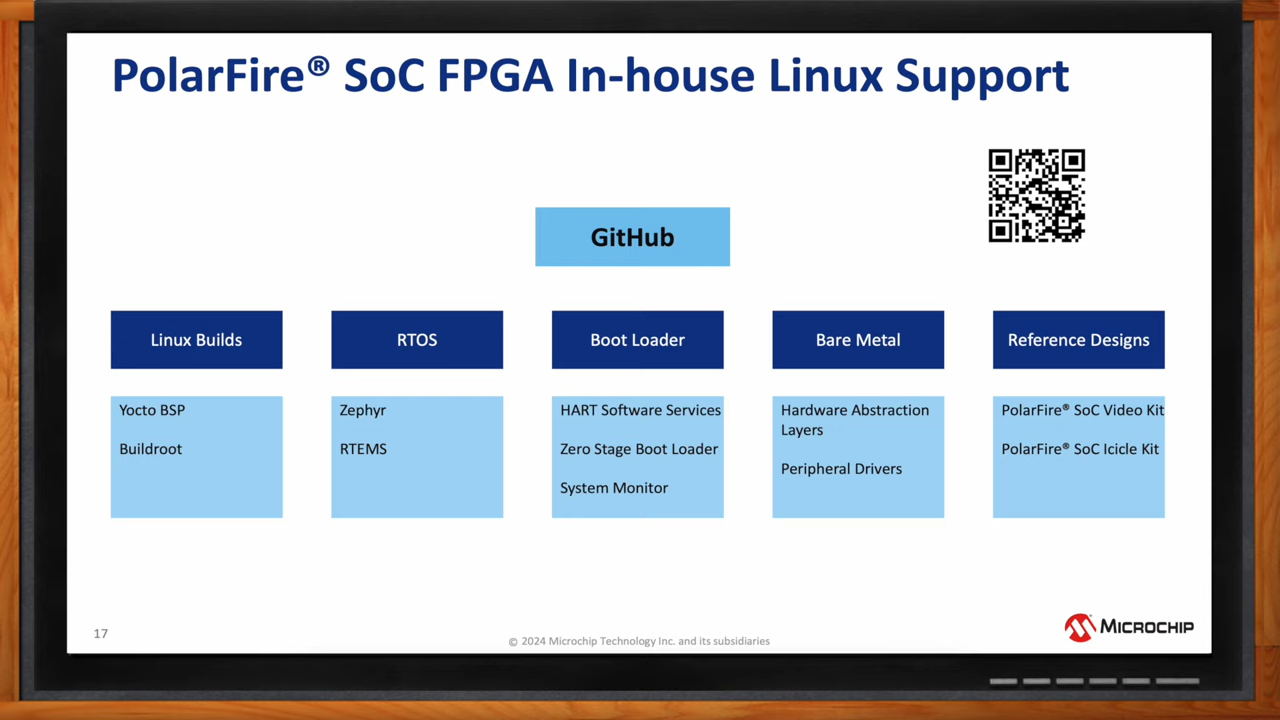 PolarFire® SoC FPGA In-house Linux Support
GitHub
Linux Builds
Yocto BSP
Buildroot
RTOS
Zephyr
RTEMS
Boot Loader
HART Software Services
Zero Stage Boot Loader
System Monitor
Bare Metal
Hardware Abstraction
Layers
Peripheral Drivers
Reference Designs
PolarFire® SoC Video Kit
PolarFire® SoC Icicle Kit
17
© 2024 Microchip Technology Inc. and its subsidiaries
MICROCHIP